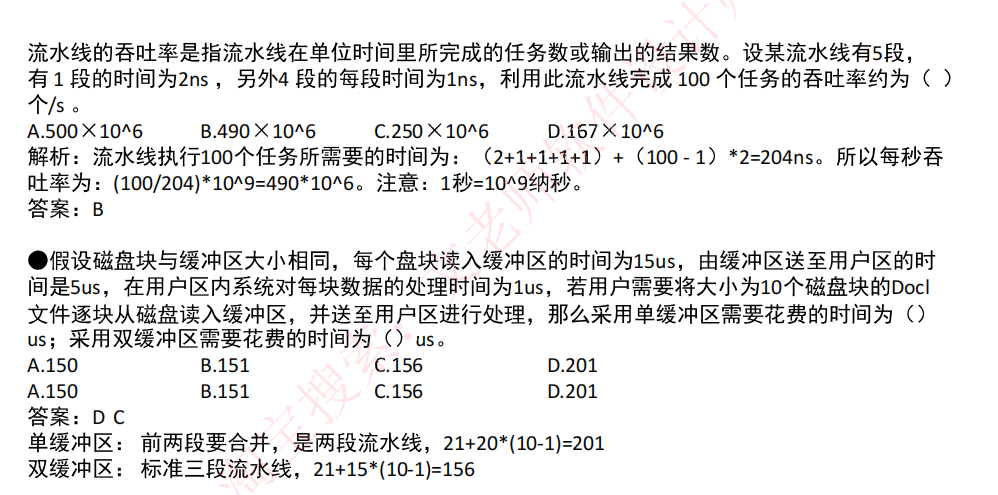 流水线的吞吐率是指流水线在单位时间里所完成的任务数或输出的结果数。设某流水线有5段，
有 1 段的时间为2ns ，另外4 段的每段时间为1ns，利用此流水线完成 100 个任务的吞吐率约为（ ）
个/s 。
A.500×10^6 B.490×10^6 C.250×10^6 D.167×10^6
解析：流水线执行100个任务所需要的时间为：（2+1+1+1+1）+（100 - 1）*2=204ns。所以每秒吞
吐率为：(100/204)*10^9=490*10^6。注意：1秒=10^9纳秒。
答案：B
●假设磁盘块与缓冲区大小相同，每个盘块读入缓冲区的时间为15us，由缓冲区送至用户区的时
间是5us，在用户区内系统对每块数据的处理时间为1us，若用户需要将大小为10个磁盘块的Docl
文件逐块从磁盘读入缓冲区，并送至用户区进行处理，那么采用单缓冲区需要花费的时间为（）
us；采用双缓冲区需要花费的时间为（）us。
A.150 B.151 C.156 D.201
A.150 B.151 C.156 D.201
答案：D C
单缓冲区： 前两段要合并，是两段流水线，21+20*(10-1)=201
双缓冲区： 标准三段流水线，21+15*(10-1)=156